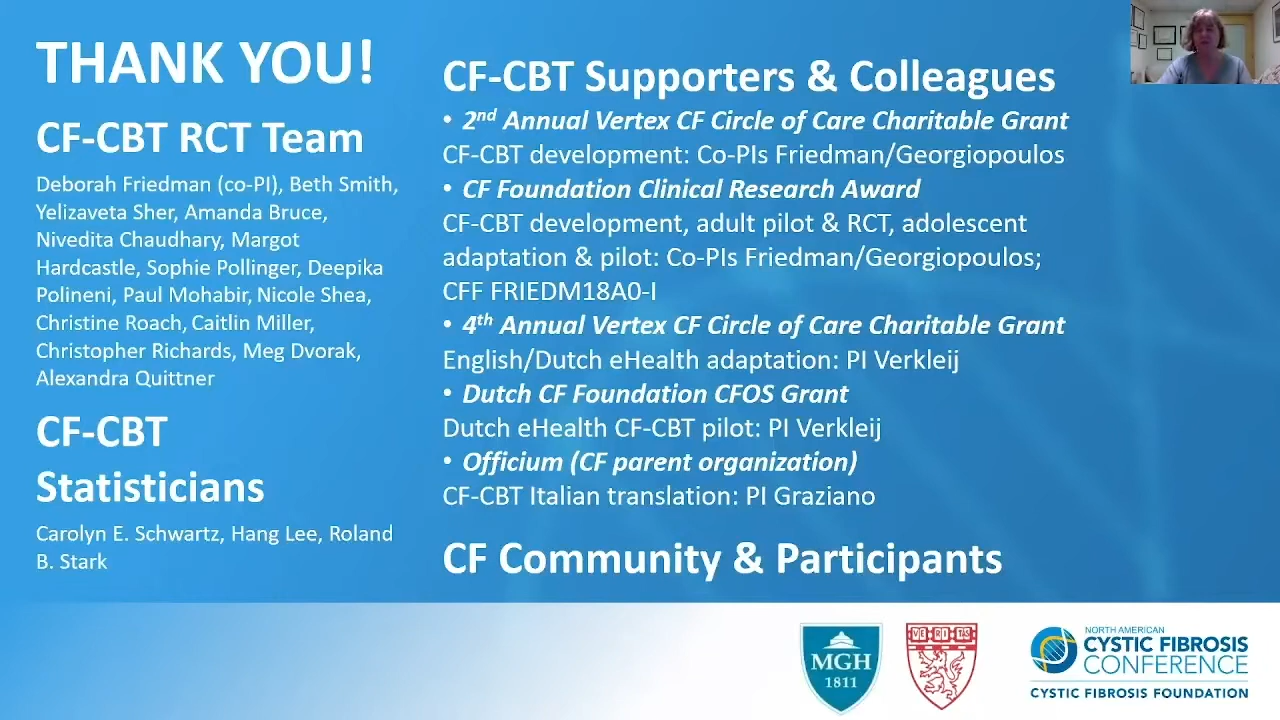 THANK YOU!
CF-CBT RCT Team
Deborah Friedman (co-PI), Beth Smith,
Yelizaveta Sher, Amanda Bruce,
Nivedita Chaudhary, Margot
Hardcastle, Sophie Pollinger, Deepika
Polineni, Paul Mohabir, Nicole Shea,
Christine Roach, Caitlin Miller,
Christopher Richards, Meg Dvorak,
Alexandra Quittner
CF-CBT
Statisticians
Carolyn E. Schwartz, Hang Lee, Roland
B. Stark
CF-CBT Supporters & Colleagues
• 2nd Annual Vertex CF Circle of Care Charitable Grant
CF-CBT development: Co-PIs Friedman/Georgiopoulos
• CF Foundation Clinical Research Award
CF-CBT development, adult pilot & RCT, adolescent
adaptation & pilot: Co-PIs Friedman/Georgiopoulos;
CFF FRIEDM18A0-I
• 4th Annual Vertex CF Circle of Care Charitable Grant
English/Dutch eHealth adaptation: PI Verkleij
• Dutch CF Foundation CFOS Grant
Dutch eHealth CF-CBT pilot: PI Verkleij
• Officium (CF parent organization)
CF-CBT Italian translation: PI Graziano
CF Community & Participants
MGH
1811
VE RI TAS
NORTH AMERICAN
CYSTIC FIBROSIS
CONFERENCE
CYSTIC FIBROSIS FOUNDATION